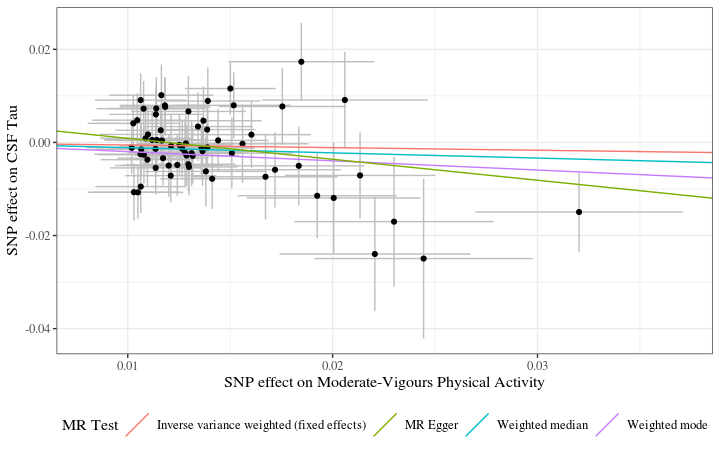 0.02
0.00
-0.02
-0.04
SNP effect on CSF Tau
0.01
0.02
0.03
SNP effect on Moderate-Vigours Physical Activity
MR Test
Inverse variance weighted (fixed effects)
MR Egger
Weighted median
Weighted mode